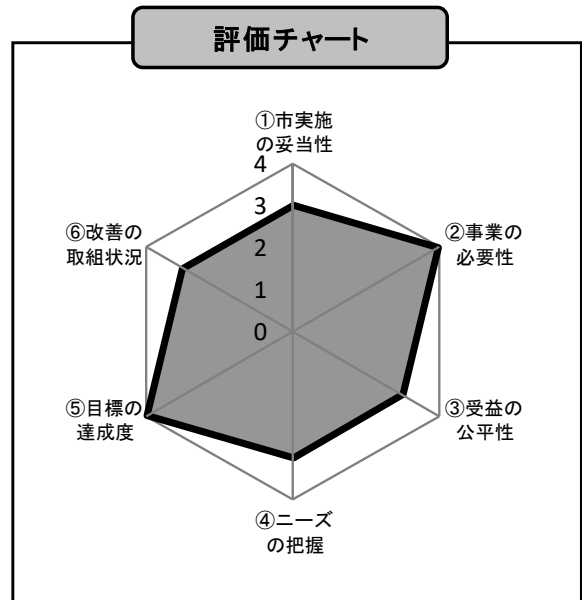 評価チャート
①市実施
の妥当性
4
3
2
1
0
②事業の
必要性
③受益の
公平性
④ニーズ
の把握
⑤目標の
達成度
⑥改善の
取組状況